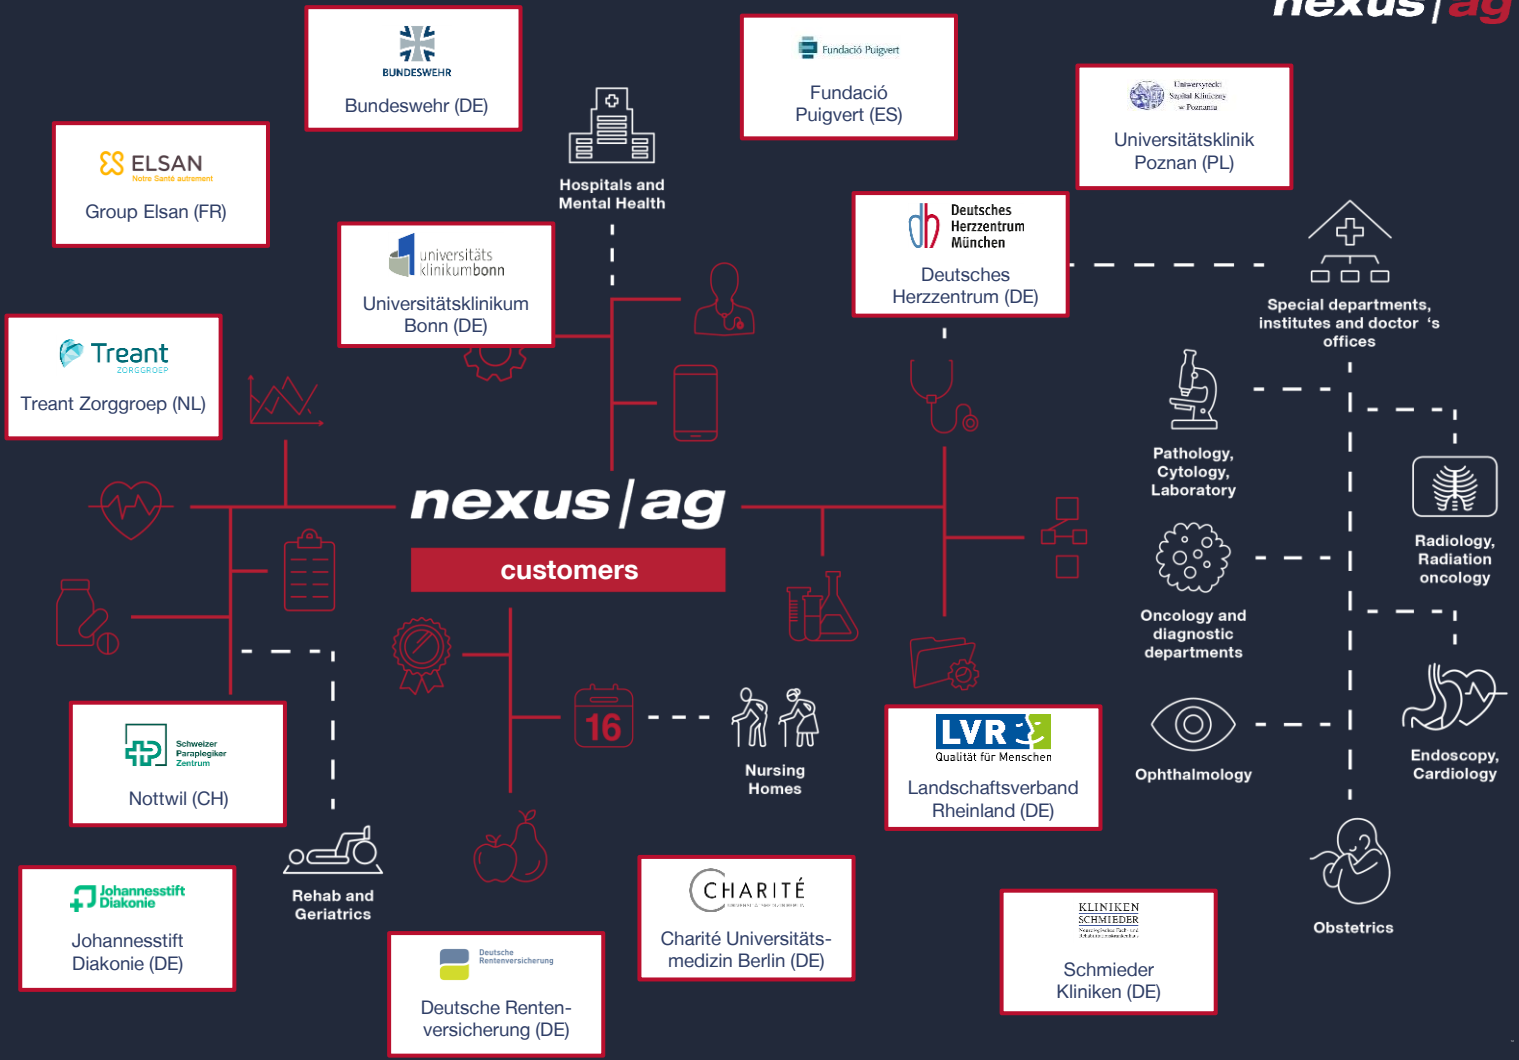 nexus|ag
BUNDESWEHR
Bundeswehr (DE)
Fundació Puigvert
Fundació
Puigvert (ES)
Uniwersytecki
Szpital Kliniczny
w Poznaniu
Universitätsklinik
Poznan (PL)
ELSAN
Notre Santé autrement
Group Elsan (FR)
Hospitals and
Mental Health
universitäts
klinikumbonn
Universitätsklinikum
Bonn (DE)
Deutsches
Herzzentrum
München
Deutsches
Herzzentrum (DE)
Special departments,
institutes and doctor ‘s
offices
Treant
ZORGGROEP
Treant Zorggroep (NL)
Pathology,
Cytology,
Laboratory
nexus|ag
customers
Radiology,
Radiation
oncology
Oncology and
diagnostic
departments
16
Nursing
Homes
Schweizer
Paraplegiker
Zentrum
Nottwil (CH)
LVR
Qualität für Menschen
Landschaftsverband
Rheinland (DE)
Ophthalmology
Endoscopy,
Cardiology
Rehab and
Geriatrics
Johannesstift
Diakonie
Johannesstift
Diakonie (DE)
Deutsche
Rentenversicherung
Deutsche Renten-
versicherung (DE)
CHARITÉ
Charité Universitäts-
medizin Berlin (DE)
KLINIKEN
SCHMIEDER
Schmieder
Kliniken (DE)
Obstetrics